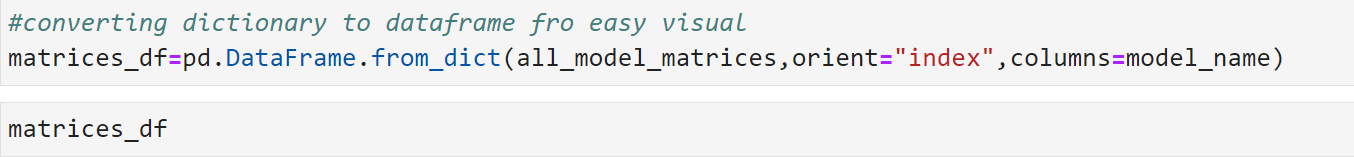 #converting dictionary to dataframe fro easy visual
matrices_df=pd.DataFrame.from_dict(all_model_matrices,orient="index",columns=model_name)
matrices_df